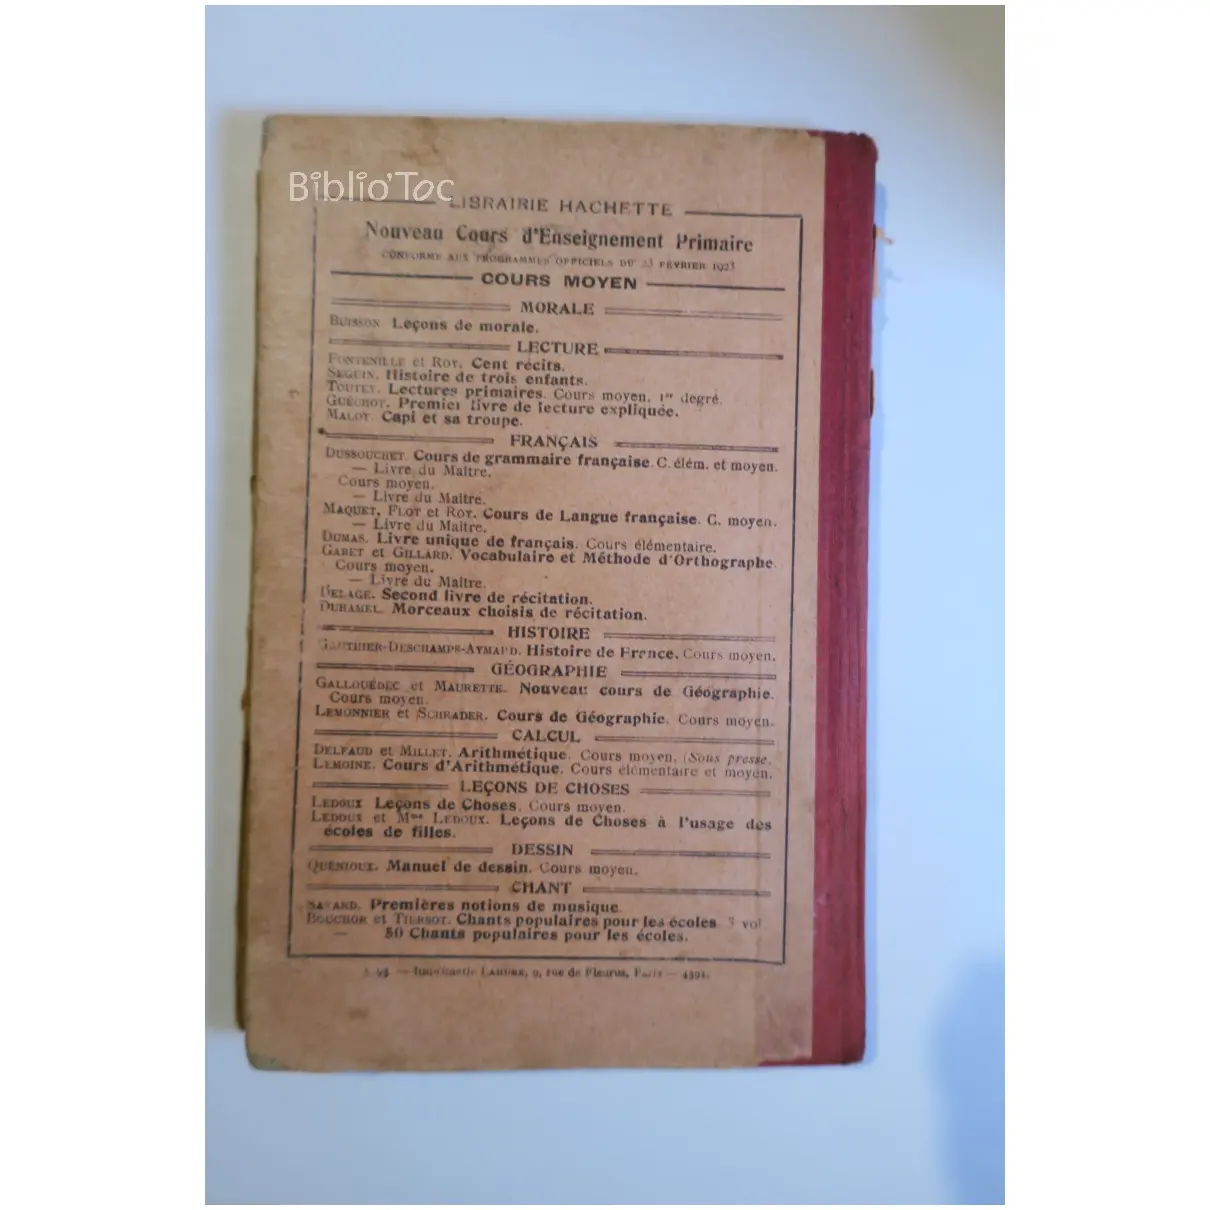 Biblio'Toc
LIBRAIRIE HACHETTE
Nouveau Cours d'Enseignement Primaire
CONFORME AUX PROGRAMMES OFFICIELS DU 23 FÉVRIER 1923
COURS MOYEN
MORALE
BUISSON Leçons de morale.
LECTURE
FONTENILLE et ROY. Cent récits.
SEGUIN. Histoire de trois enfants.
TOUTEY. Lectures primaires. Cours moyen, 1er degré.
GUÉCHOT. Premier livre de lecture expliquée.
MALOT. Capi et sa troupe.
FRANÇAIS
DUSSOUCHET. Cours de grammaire française. C. élém. et moyen.
— Livre du Maître.
Cours moyen.
— Livre du Maître.
MAQUET, FLOT et ROY. Cours de Langue française. C. moyen.
— Livre du Maître.
DUMAS. Livre unique de français. Cours élémentaire.
GABET et GILLARD. Vocabulaire et Méthode d'Orthographe.
Cours moyen.
— Livre du Maître.
DELAGE. Second livre de récitation.
DUHAMEL. Morceaux choisis de récitation.
HISTOIRE
GAUTHIER-DESCHAMPS-AYMARD. Histoire de France. Cours moyen.
GÉOGRAPHIE
GALLOUÉDEC et MAURETTE. Nouveau cours de Géographie.
Cours moyen.
LEMONNIER et SCHRADER. Cours de Géographie. Cours moyen.
CALCUL
DELFAUD et MILLET. Arithmétique. Cours moyen. (Sous presse.
LEMOINE. Cours d'Arithmétique. Cours élémentaire et moyen.
LEÇONS DE CHOSES
LEDOUX Leçons de Choses. Cours moyen.
LEDOUX et Mme LEDOUX. Leçons de Choses à l'usage des
écoles de filles.
DESSIN
QUÉNIOUX. Manuel de dessin. Cours moyen.
CHANT
SAVARD. Premières notions de musique.
BOUCHOR et TIERSOT. Chants populaires pour les écoles 3 vol.
— 50 Chants populaires pour les écoles.
— Imprimerie LAHURE, 9, rue de Fleurus, Paris —